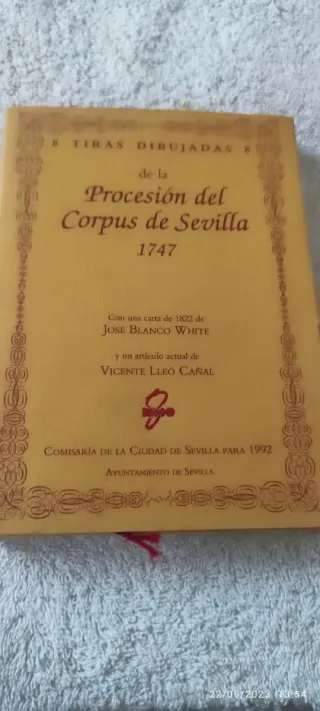 8 TIRAS DIBUJADAS 8
de la
Procesión del
Corpus de Sevilla
1747
Con una carta de 1822 de
JOSÉ BLANCO WHITE
y un artículo actual de
VICENTE LLEÓ CAÑAL
COMISARÍA DE LA CIUDAD DE SEVILLA PARA 1992
AYUNTAMIENTO DE SEVILLA
22/06/2022 13:54